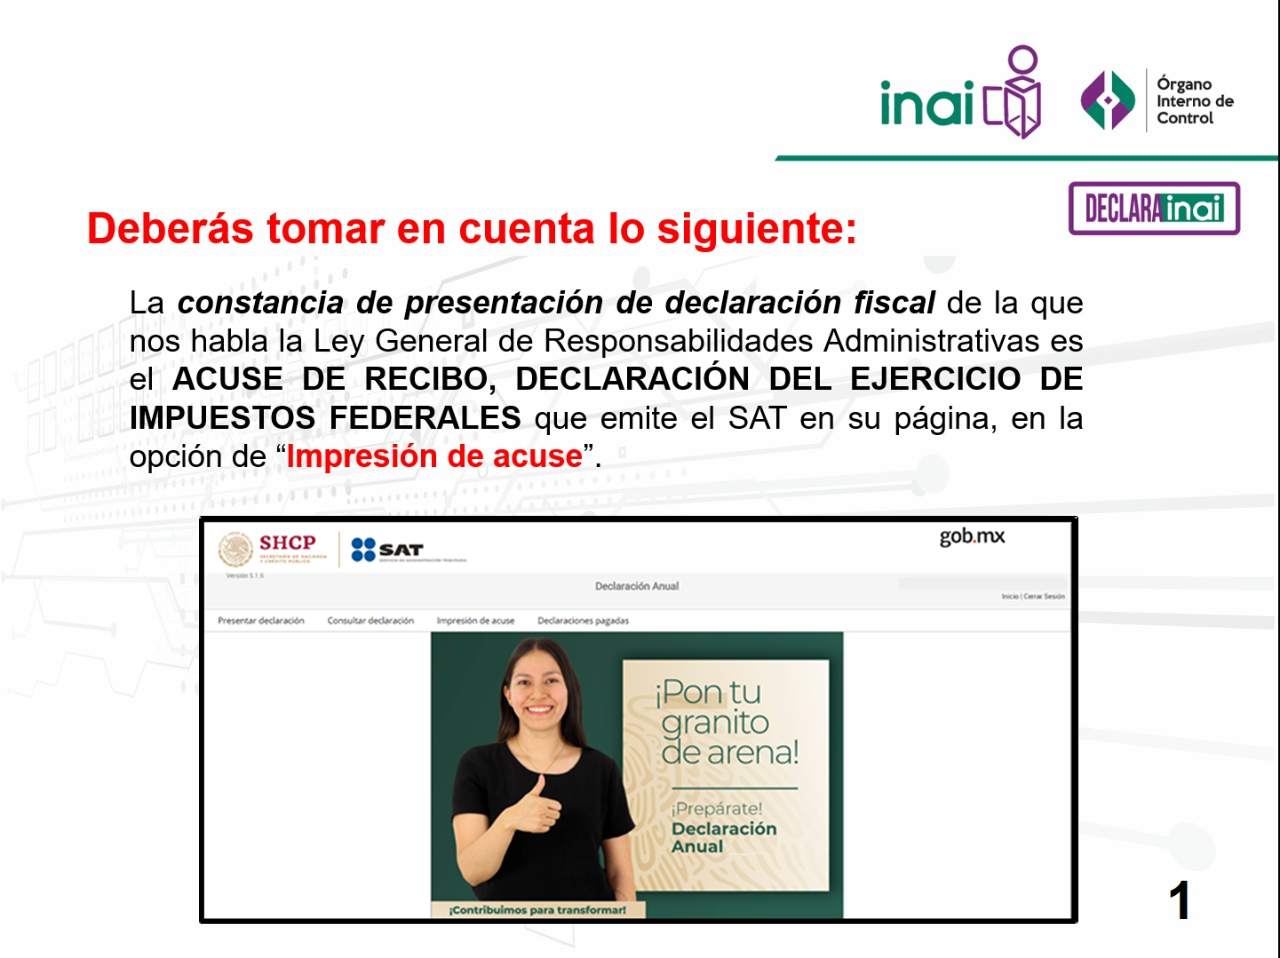 inai
Órgano
Interno de
Control
DECLARAinai
Deberás tomar en cuenta lo siguiente:
La constancia de presentación de declaración fiscal de la que
nos habla la Ley General de Responsabilidades Administrativas es
el ACUSE DE RECIBO, DECLARACIÓN DEL EJERCICIO DE
IMPUESTOS FEDERALES que emite el SAT en su página, en la
opción de “Impresión de acuse”.
SHCP
SECRETARÍA DE HACIENDA
Y CRÉDITO PÚBLICO
SAT
SERVICIO DE ADMINISTRACIÓN TRIBUTARIA
gob.mx
Versión 5.1.6
Declaración Anual
Inicio | Cerrar Sesión
Presentar declaración Consultar declaración Impresión de acuse Declaraciones pagadas
¡Pon tu
granito
de arena!
¡Prepárate!
Declaración
Anual
¡Contribuimos para transformar!
1